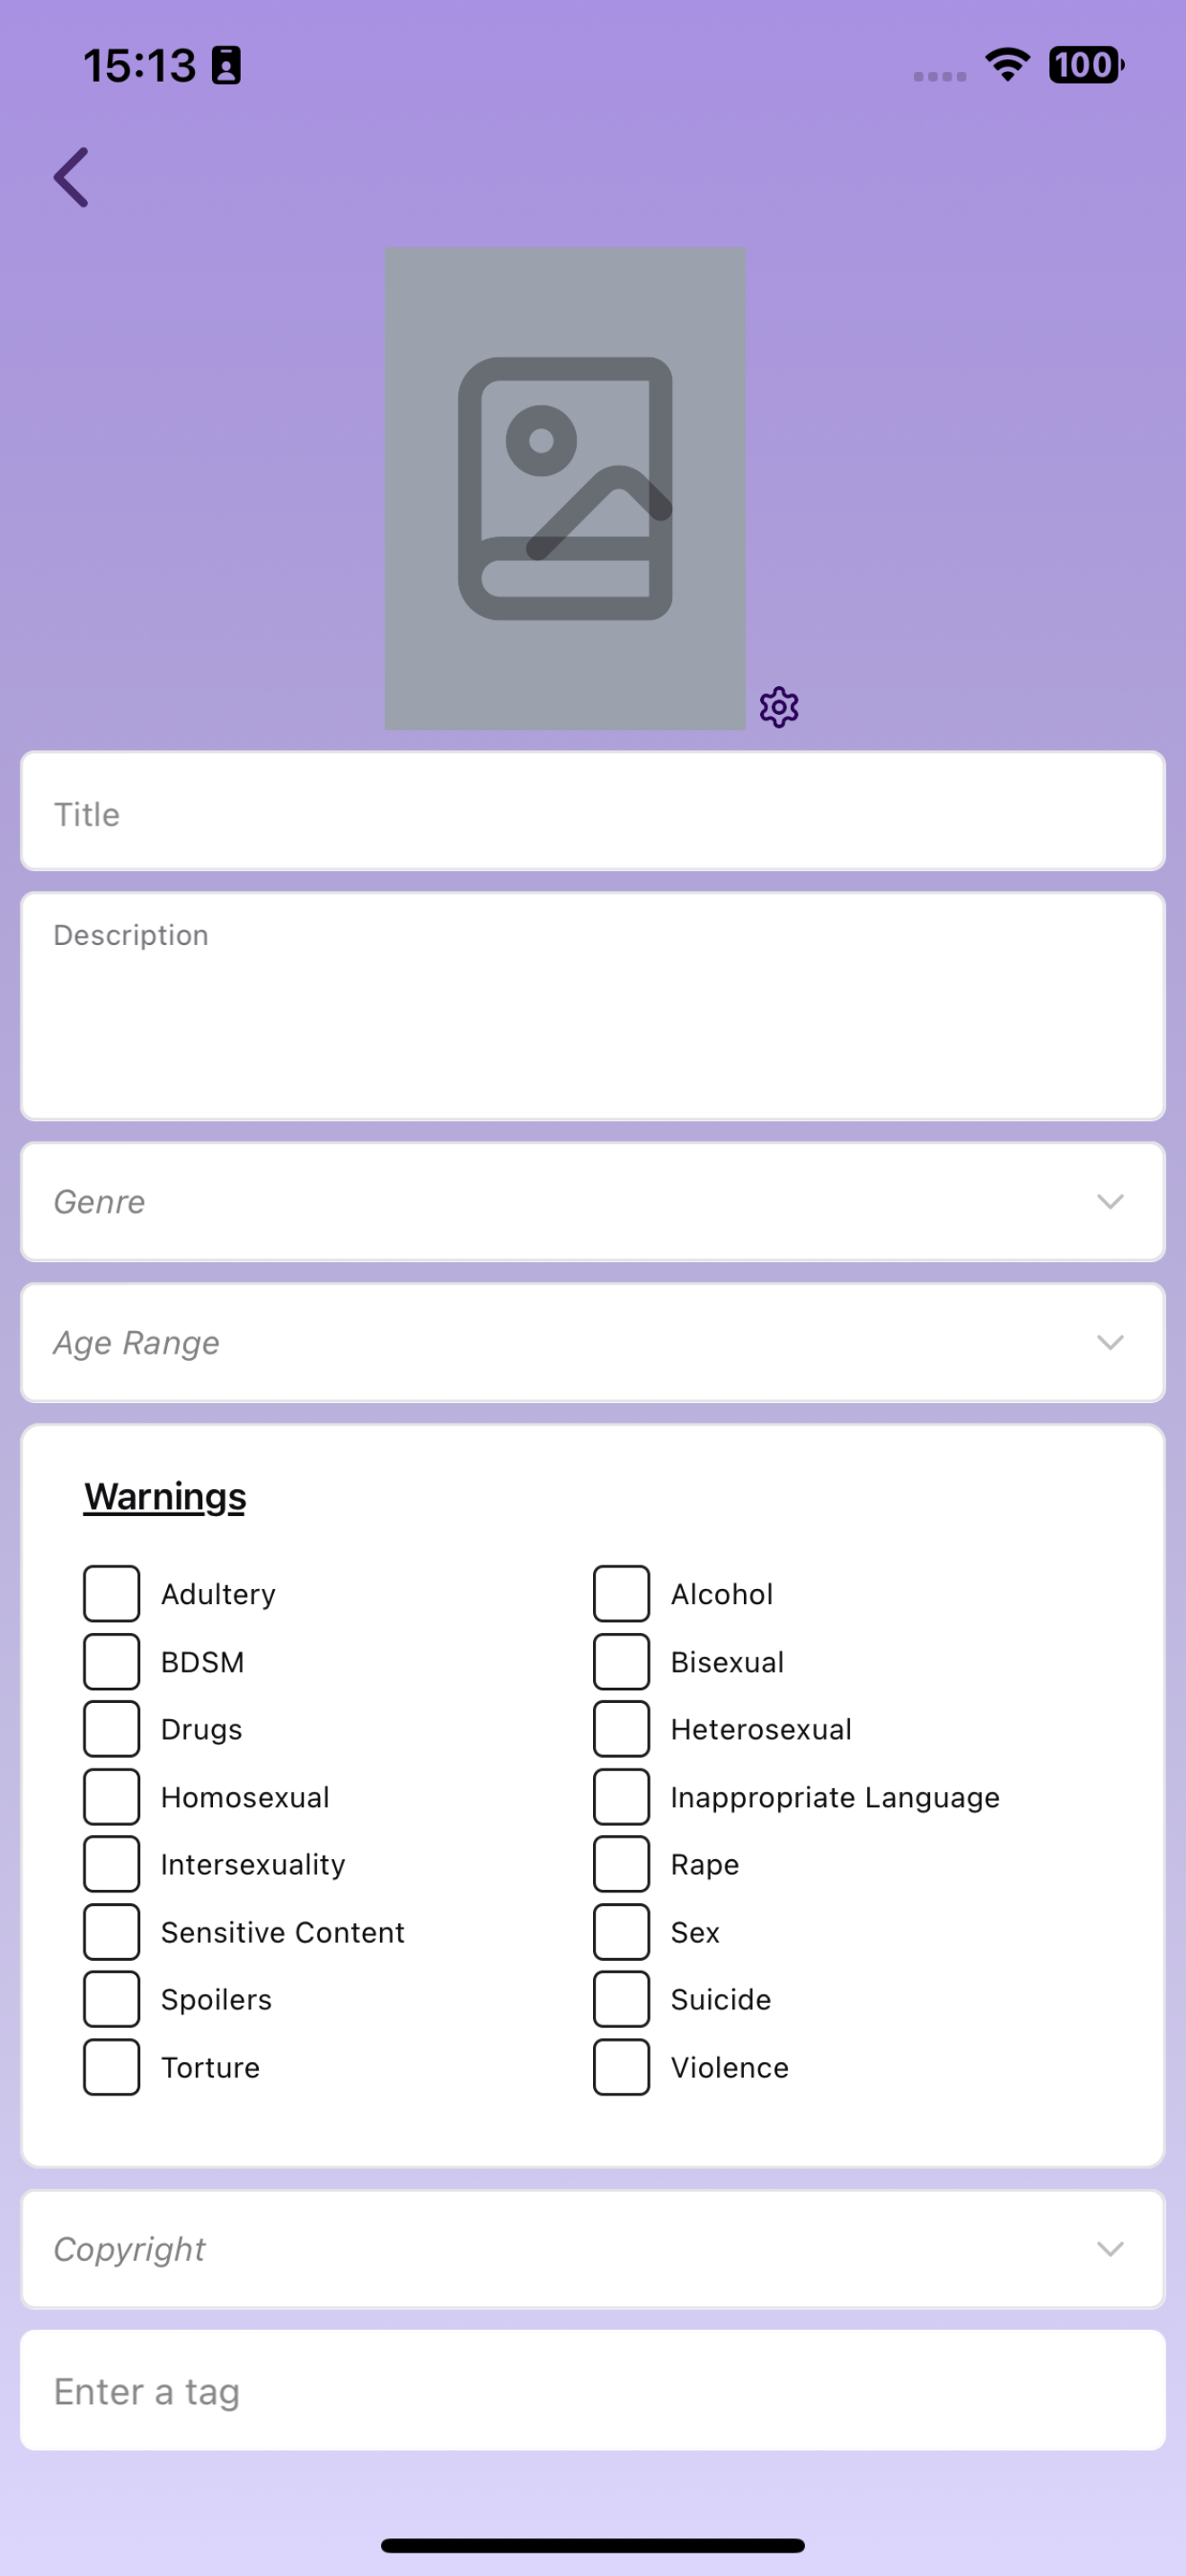 15:13
100
Title
Description
Genre
Age Range
Warnings
Adultery
Alcohol
BDSM
Bisexual
Drugs
Heterosexual
Homosexual
Inappropriate Language
Intersexuality
Rape
Sensitive Content
Sex
Spoilers
Suicide
Torture
Violence
Copyright
Enter a tag